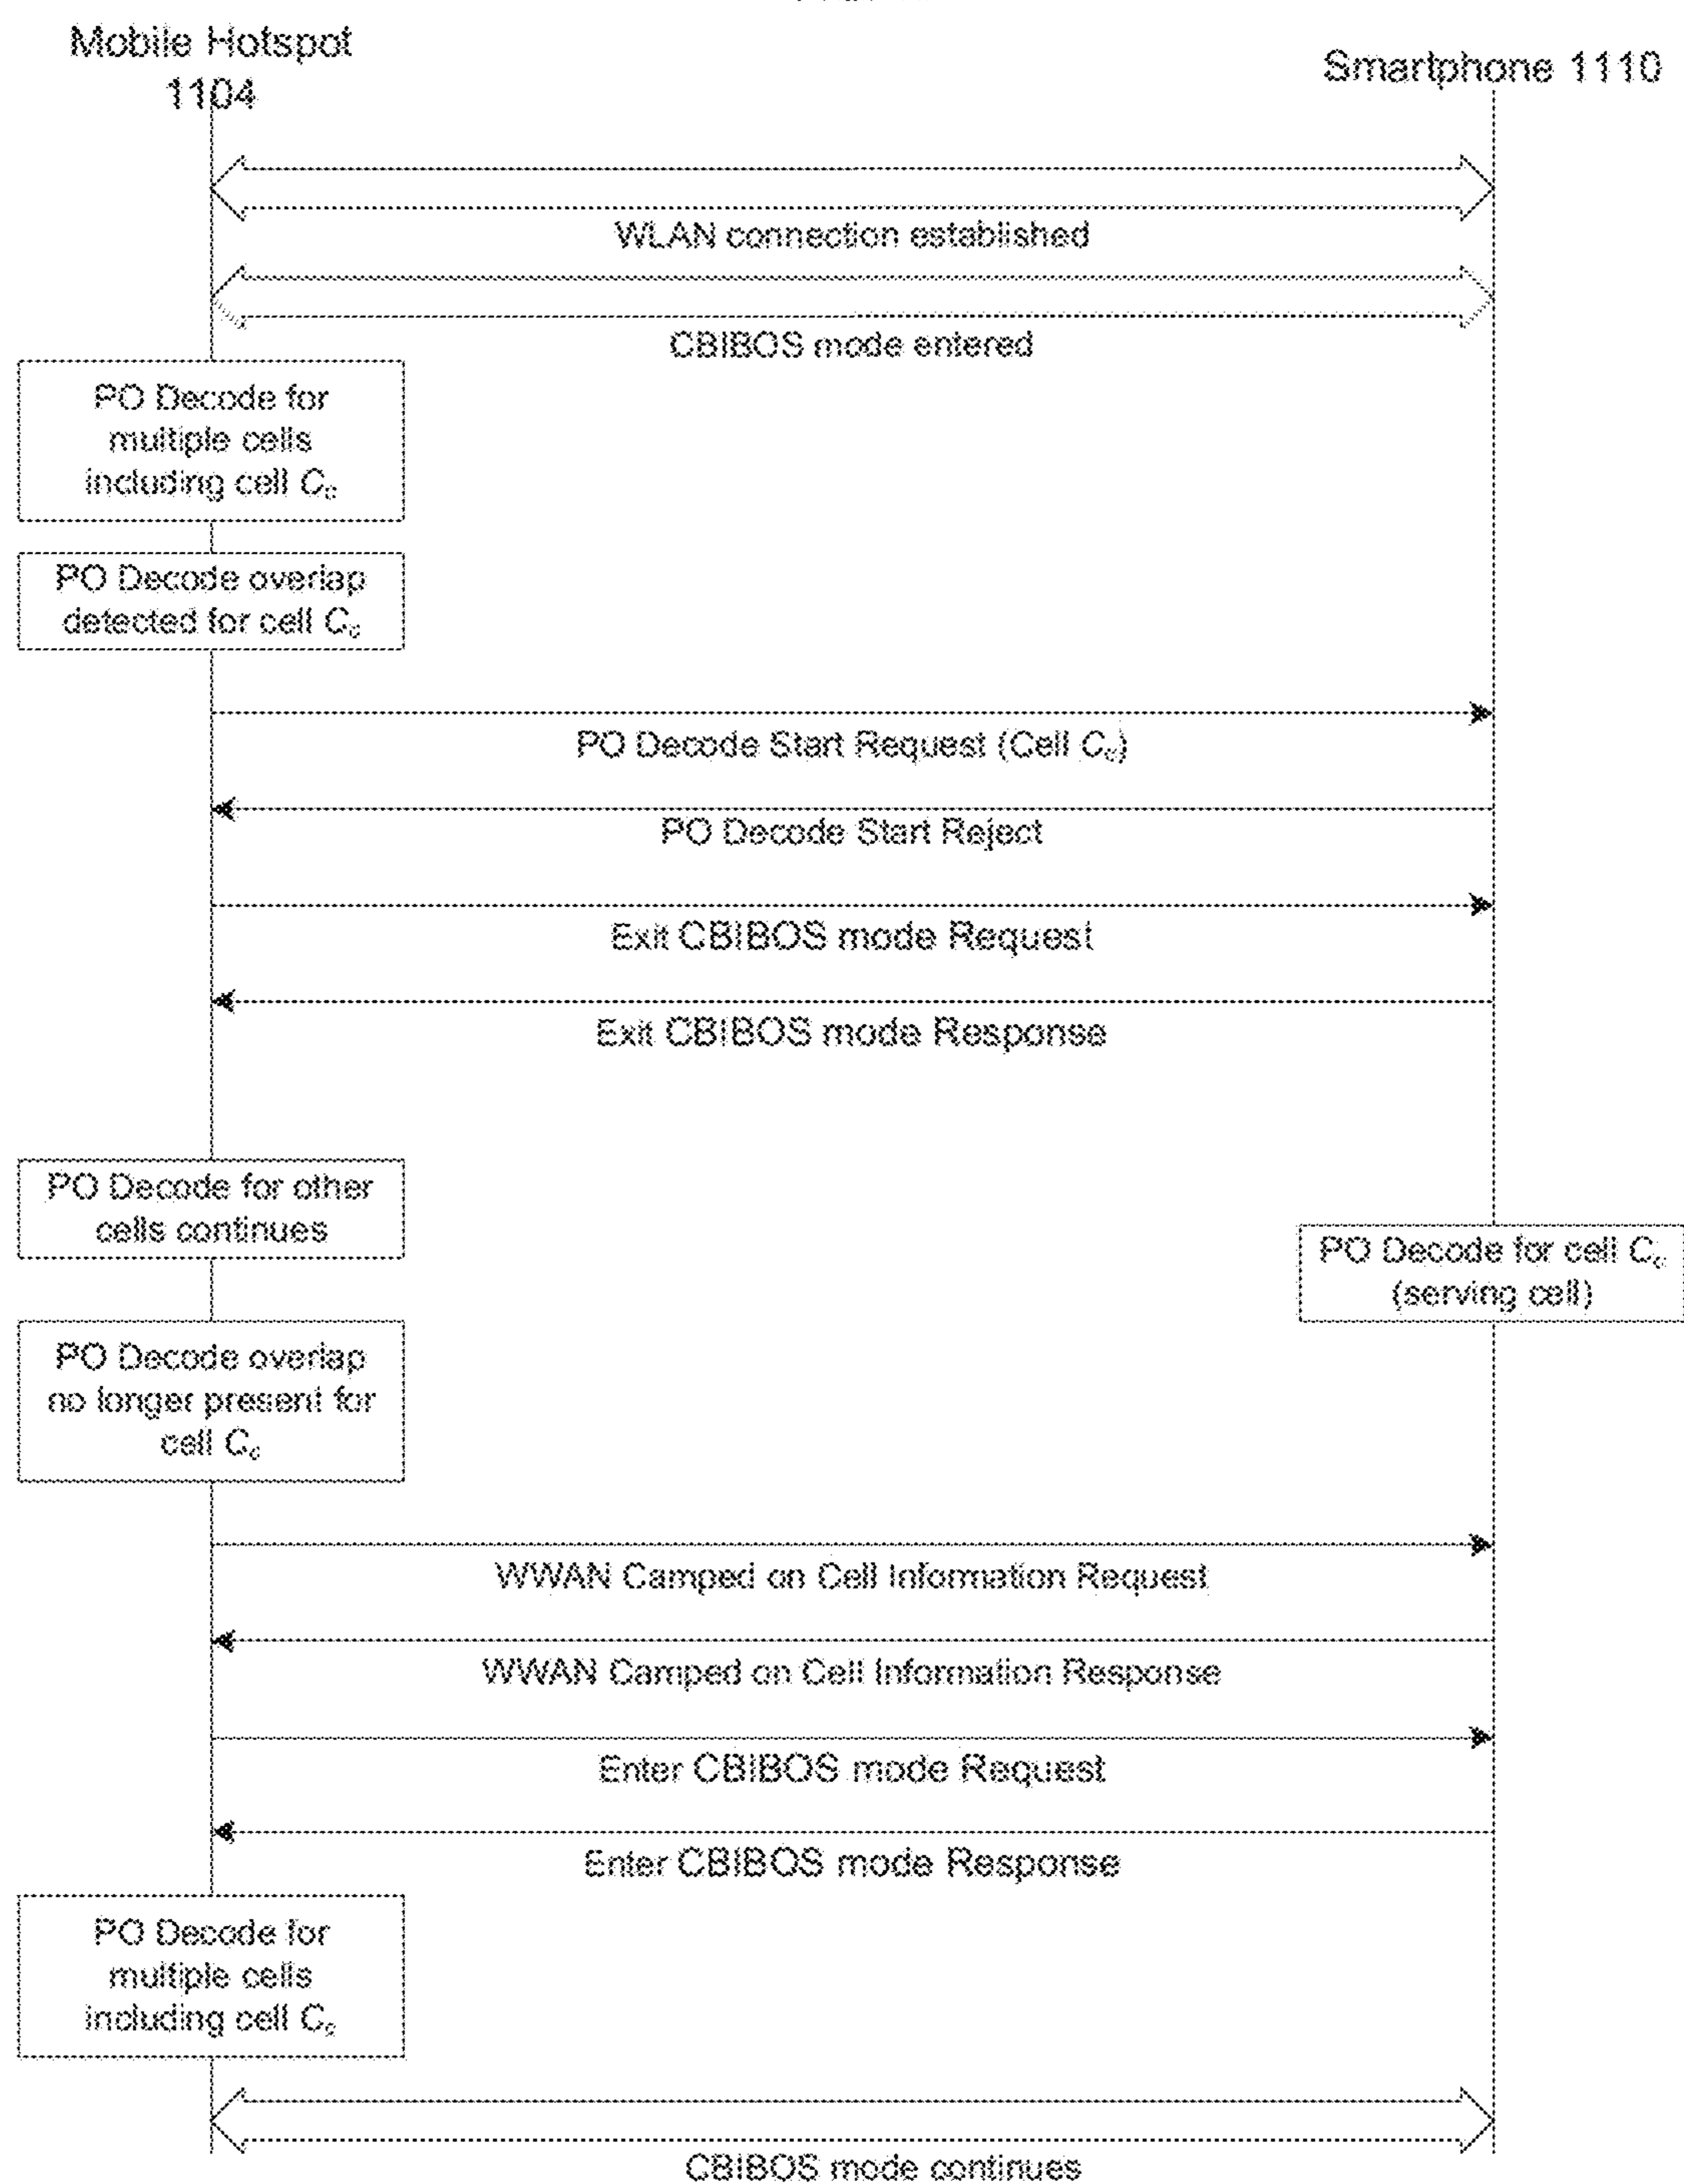 Mobile Hotspot
1104
Smartphone 1110
WLAN connection established
CBIBOS mode entered
PO Decode for
multiple cells
including cell Cc
PO Decode overlap
detected for cell Cc
PO Decode Start Request (Cell Cc)
PO Decode Start Reject
Exit CBIBOS mode Request
Exit CBIBOS mode Response
PO Decode for other
cells continues
PO Decode for cell Cc
(serving cell)
PO Decode overlap
no longer present for
cell Cc
WWAN Camped on Cell Information Request
WWAN Camped on Cell Information Response
Enter CBIBOS mode Request
Enter CBIBOS mode Response
PO Decode for
multiple cells
including cell Cc
CBIBOS mode continues